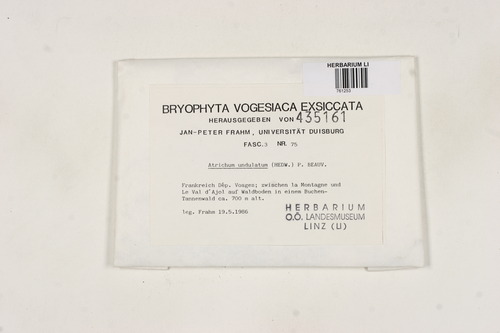 HERBARIUM LI
761253
BRYOPHYTA VOGESIACA EXSICCATA
HERAUSGEGEBEN VON 435161
JAN-PETER FRAHM, UNIVERSITÄT DUISBURG
FASC.3 NR. 75
Atrichum undulatum (HEDW.) P. BEAUV.
Frankreich Dép. Vosges; zwischen la Montagne und
Le Val d'Ajol auf Waldboden in einem Buchen-
Tannenwald ca. 700 m alt.
leg. Frahm 19.5.1986
HERBARIUM
O.Ö. LANDESMUSEUM
LINZ (LI)